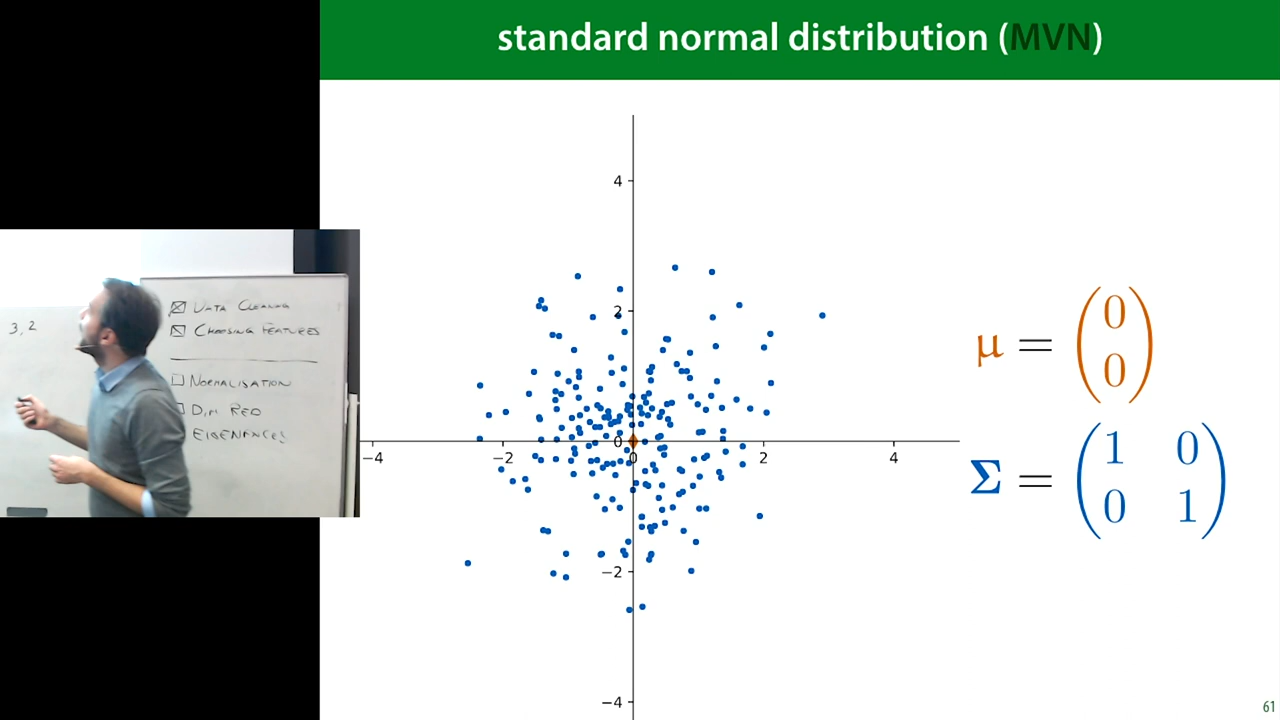 standard normal distribution (MVN)
4
2
0
−4
−2
0
2
4
−2
−4
μ = (0
0)
Σ = (1 0
0 1)
3, 2
DATA CLEANING
CHOOSING FEATURES
NORMALISATION
DIM RED
EIGENFACES
61